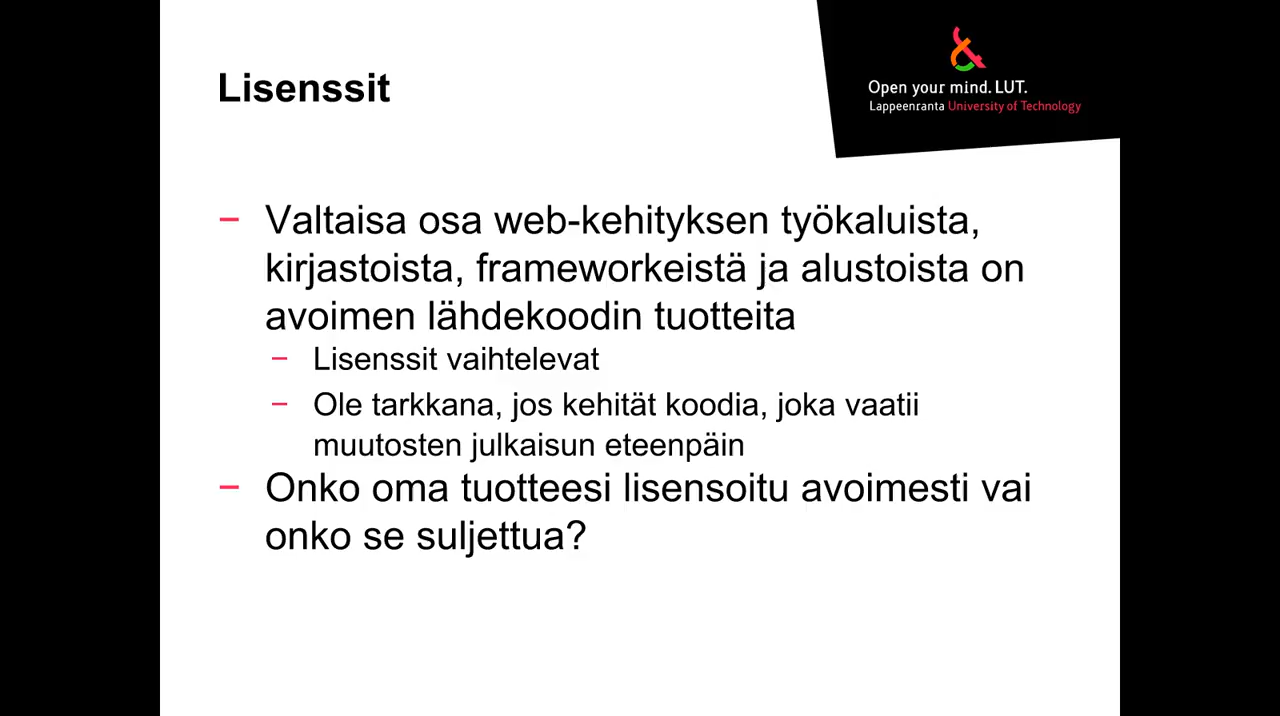 Lisenssit
Open your mind. LUT.
Lappeenranta University of Technology
– Valtaisa osa web-kehityksen työkaluista,
kirjastoista, frameworkeistä ja alustoista on
avoimen lähdekoodin tuotteita
– Lisenssit vaihtelevat
– Ole tarkkana, jos kehität koodia, joka vaatii
muutosten julkaisun eteenpäin
– Onko oma tuotteesi lisensoitu avoimesti vai
onko se suljettua?